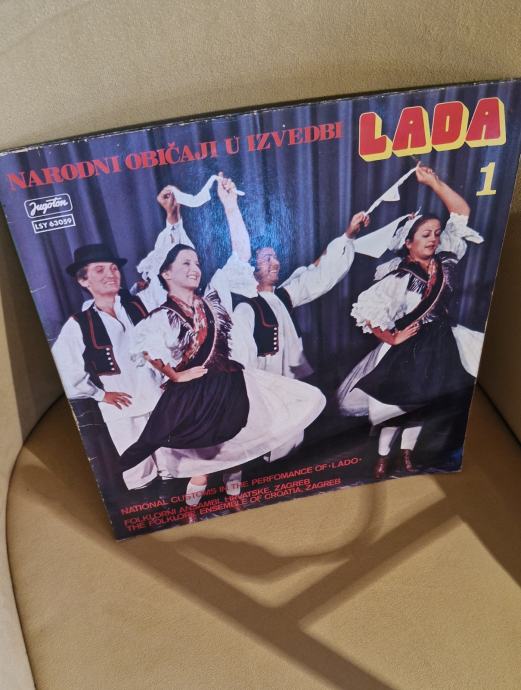 NARODNI OBIČAJI U IZVEDBI LADA
1
Jugoton
LSY 63059
NATIONAL CUSTOMS IN THE PERFOMANCE OF »LADO«
FOLKLORNI ANSAMBL HRVATSKE, ZAGREB
THE FOLKLORE ENSEMBLE OF CROATIA, ZAGREB